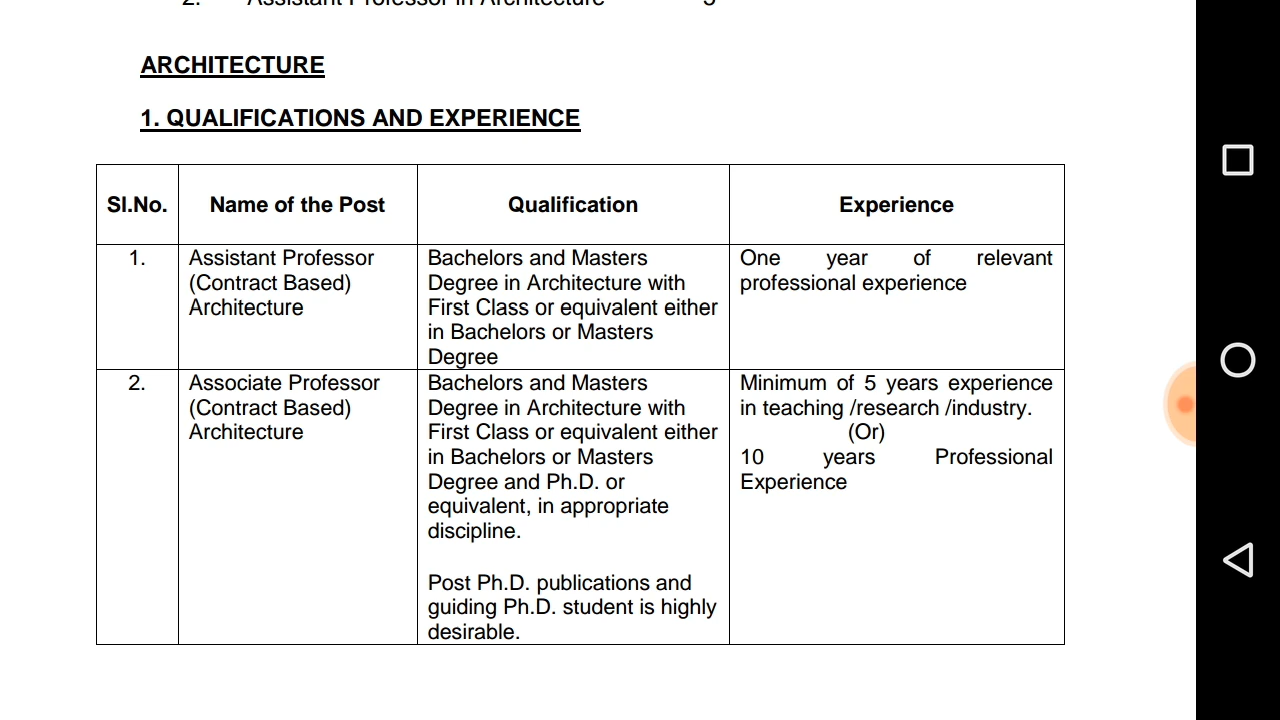 2. Assistant Professor in Architecture
ARCHITECTURE
1. QUALIFICATIONS AND EXPERIENCE
Sl.No. Name of the Post Qualification Experience
1.
Assistant Professor
(Contract Based)
Architecture
Bachelors and Masters
Degree in Architecture with
First Class or equivalent either
in Bachelors or Masters
Degree
One year of relevant
professional experience
2.
Associate Professor
(Contract Based)
Architecture
Bachelors and Masters
Degree in Architecture with
First Class or equivalent either
in Bachelors or Masters
Degree and Ph.D. or
equivalent, in appropriate
discipline.
Post Ph.D. publications and
guiding Ph.D. student is highly
desirable.
Minimum of 5 years experience
in teaching /research /industry.
(Or)
10 years Professional
Experience